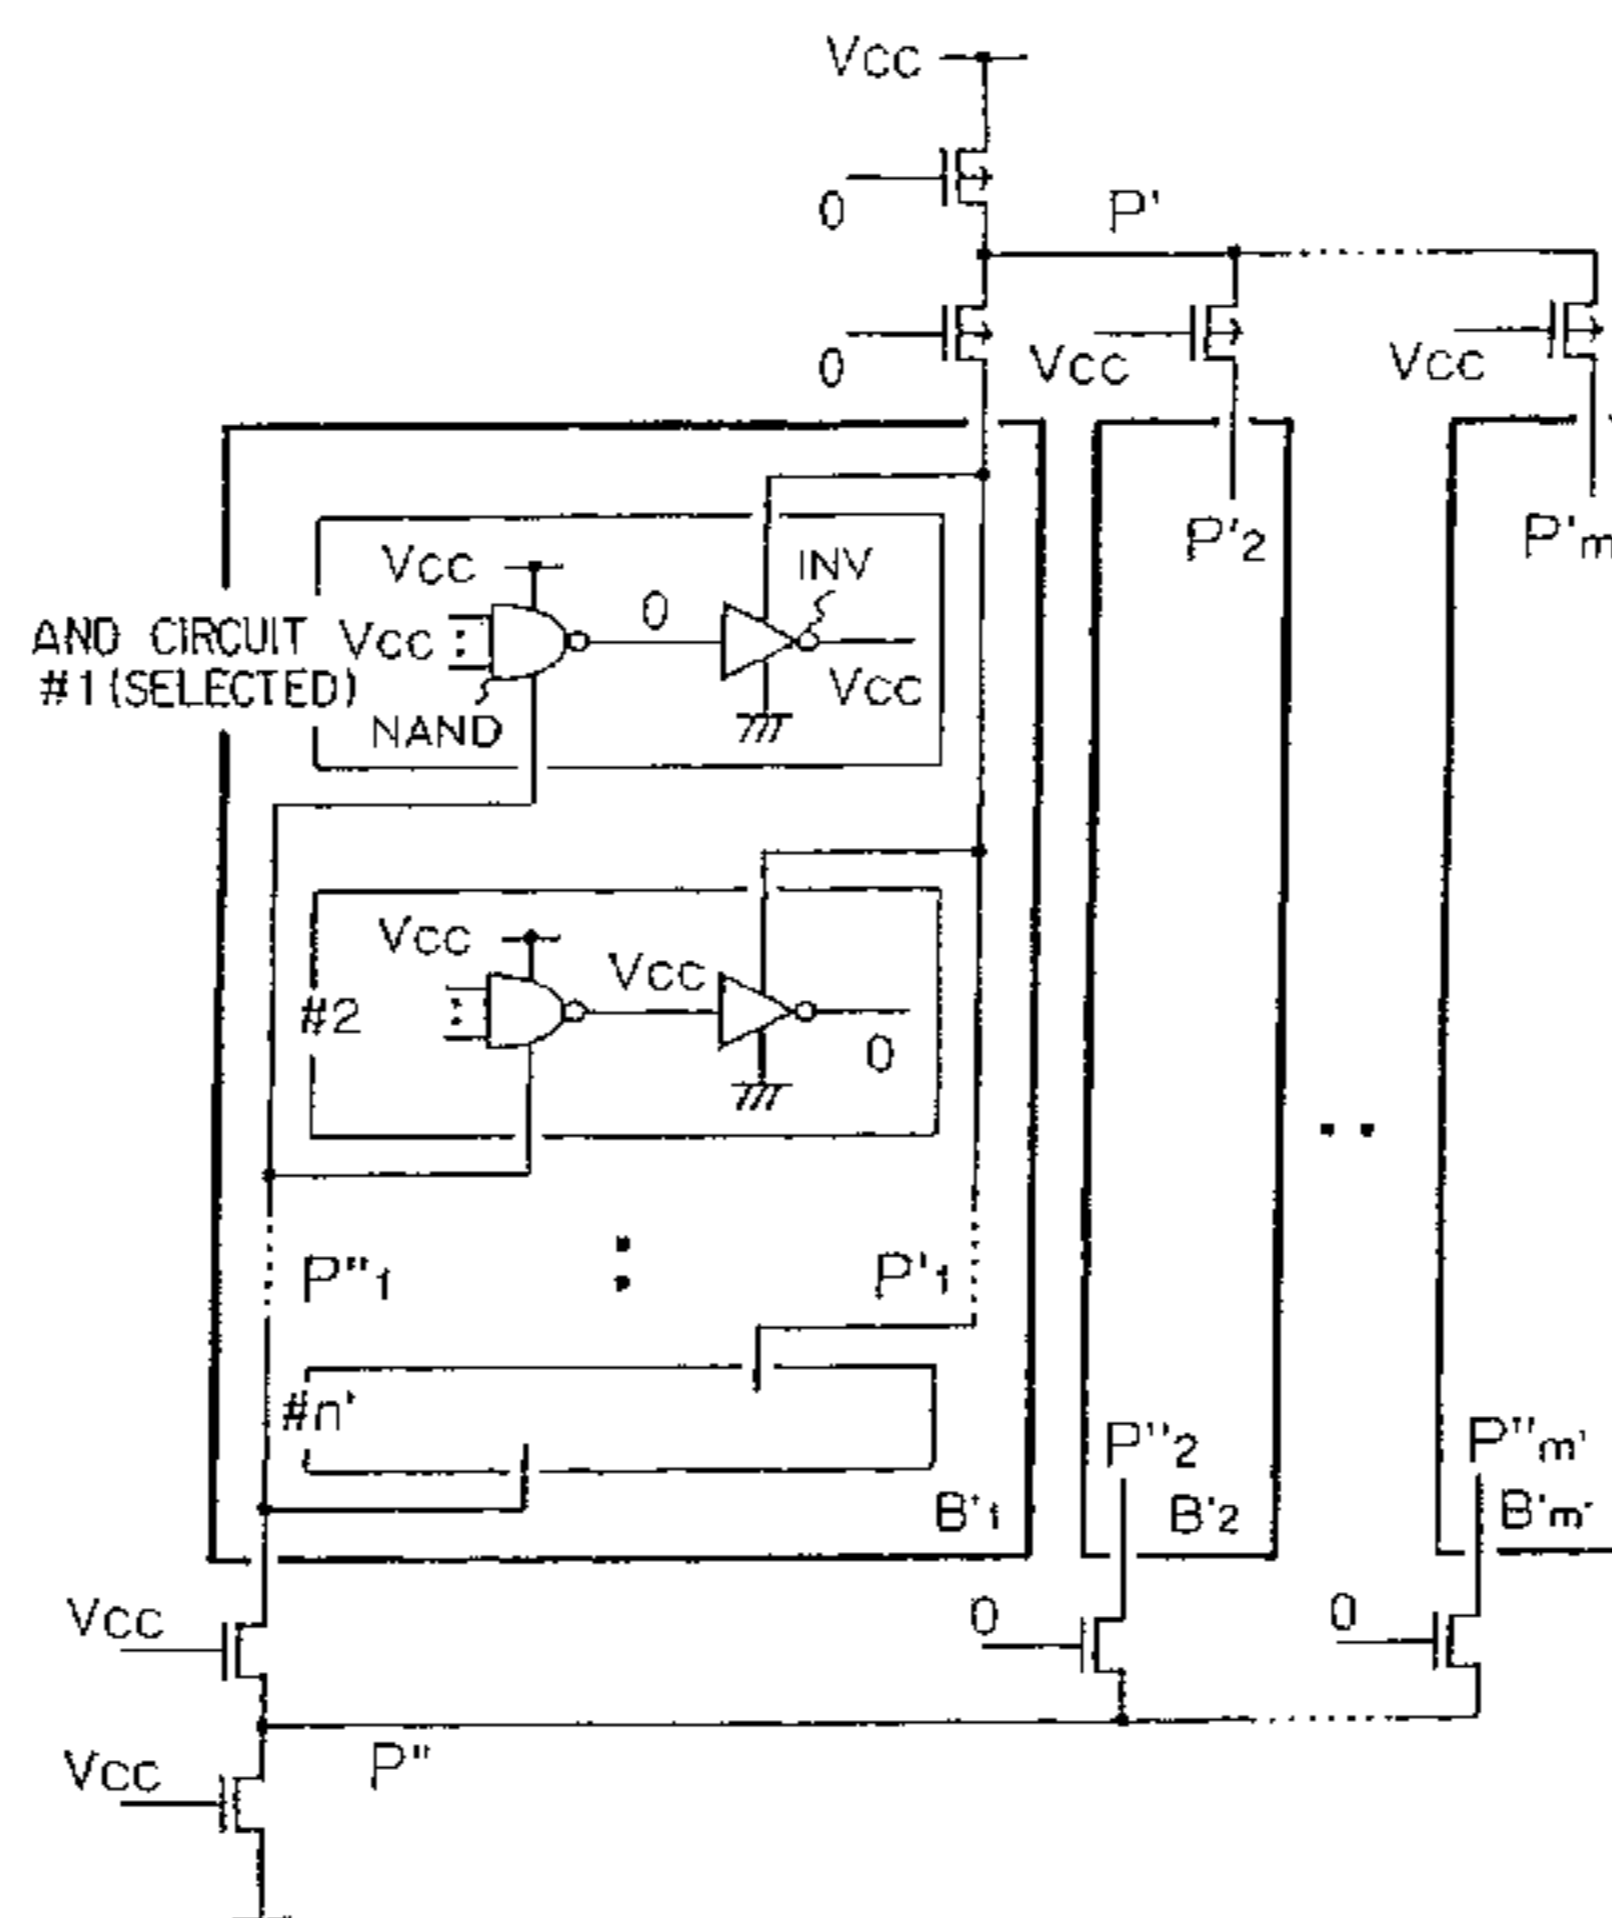 Vcc
0
P'
0
Vcc
Vcc
P'2
P'm
Vcc
INV
0
AND CIRCUIT
#1(SELECTED)
Vcc
Vcc
NAND
Vcc
Vcc
#2
0
P"1
P'1
#n'
P"2
P"m'
B'1
B'2
B'm'
Vcc
0
0
Vcc
P"